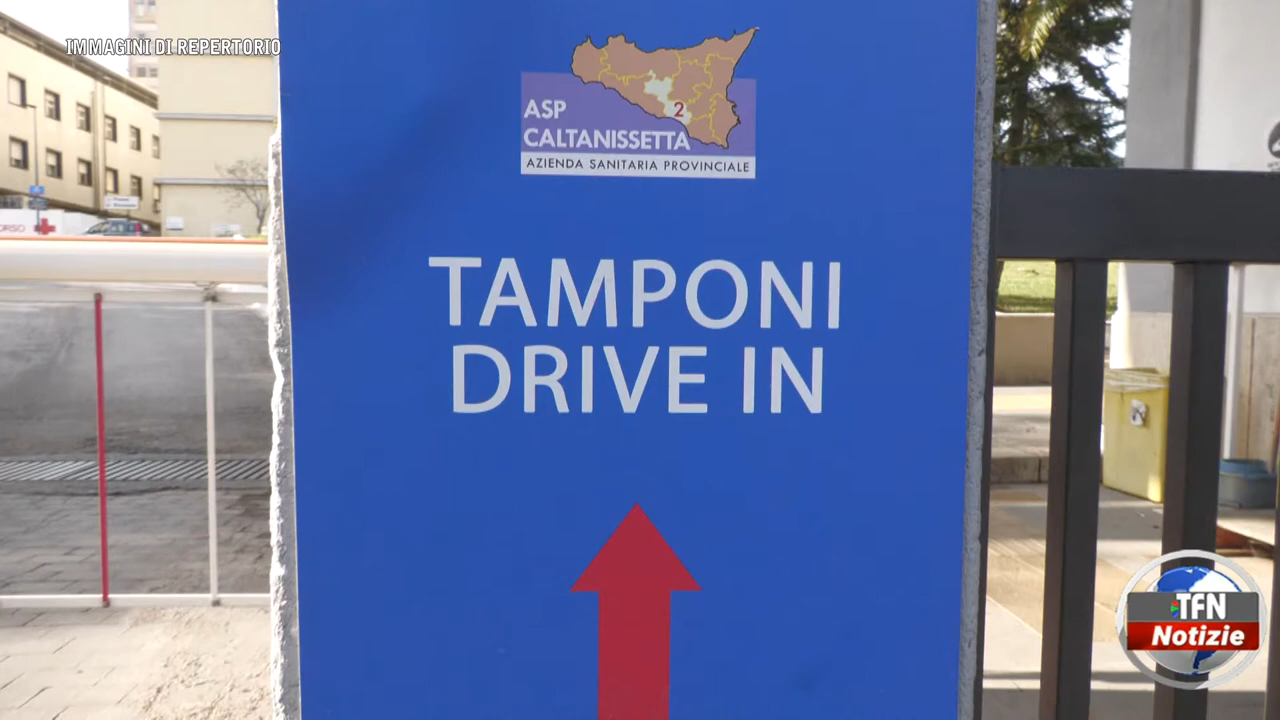 IMMAGINI DI REPERTORIO
ASP
2
CALTANISSETTA
AZIENDA SANITARIA PROVINCIALE
TAMPONI
DRIVE IN
TFN
Notizie